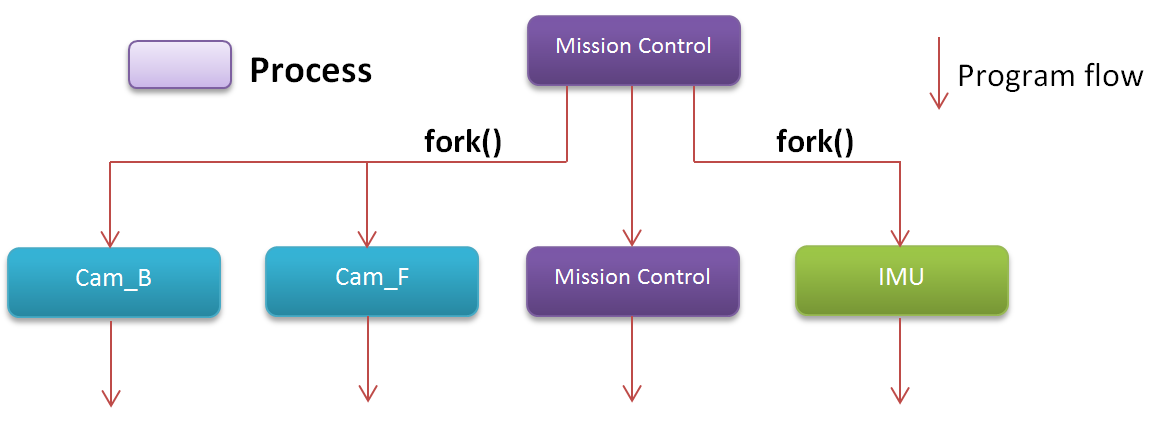 Mission Control
Process
Program flow
fork()
fork()
Cam_B
Cam_F
Mission Control
IMU